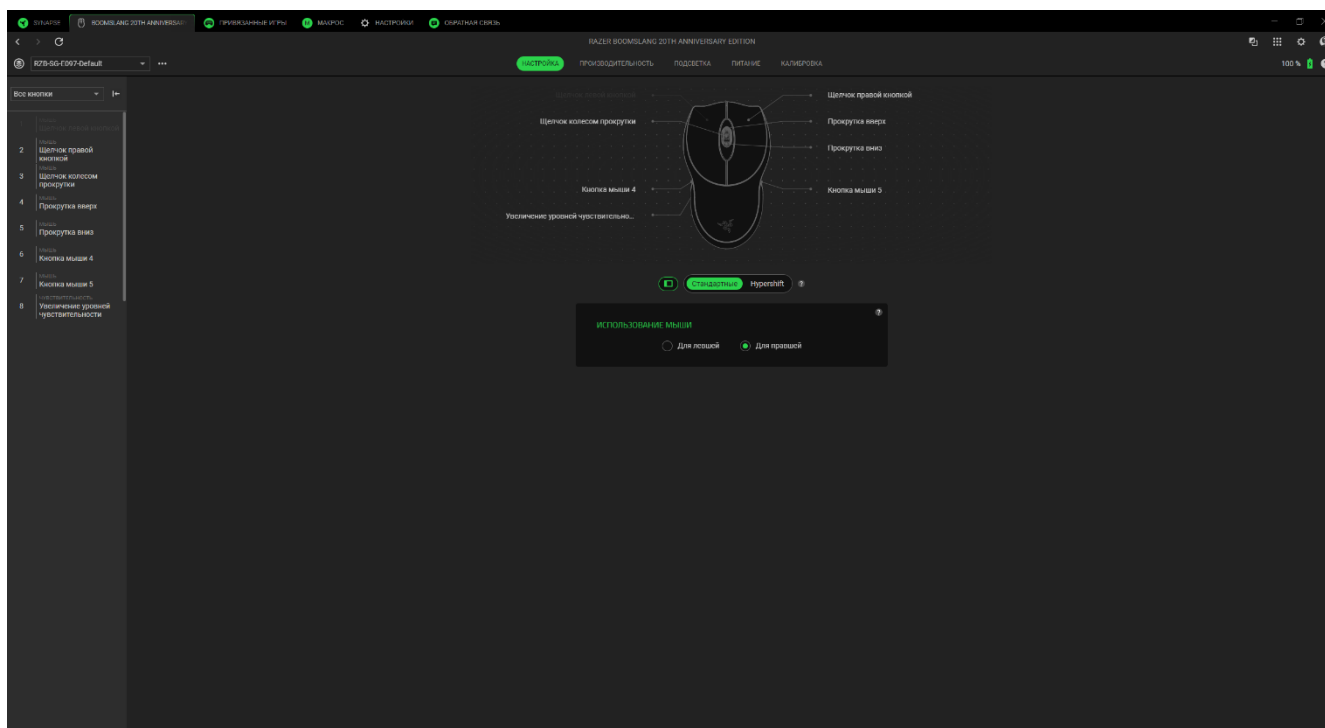 SYNAPSE
BOOMSLANG 20TH ANNIVERSARY
ПРИВЯЗАННЫЕ ИГРЫ
МАКРОС
НАСТРОЙКИ
ОБРАТНАЯ СВЯЗЬ
RAZER BOOMSLANG 20TH ANNIVERSARY EDITION
RZB-SG-E097-Default
НАСТРОЙКА
ПРОИЗВОДИТЕЛЬНОСТЬ
ПОДСВЕТКА
ПИТАНИЕ
КАЛИБРОВКА
100 %
Все кнопки
1
МЫШЬ
2
МЫШЬ
Щелчок правой
кнопкой
3
МЫШЬ
Щелчок колесом
прокрутки
4
МЫШЬ
Прокрутка вверх
5
МЫШЬ
Прокрутка вниз
6
МЫШЬ
Кнопка мыши 4
7
МЫШЬ
Кнопка мыши 5
8
ЧУВСТВИТЕЛЬНОСТЬ
Увеличение уровней
чувствительности
Щелчок правой кнопкой
Щелчок колесом прокрутки
Прокрутка вверх
Прокрутка вниз
Кнопка мыши 4
Кнопка мыши 5
Увеличение уровней чувствительно...
Стандартные
Hypershift
?
ИСПОЛЬЗОВАНИЕ МЫШИ
?
Для левшей
Для правшей